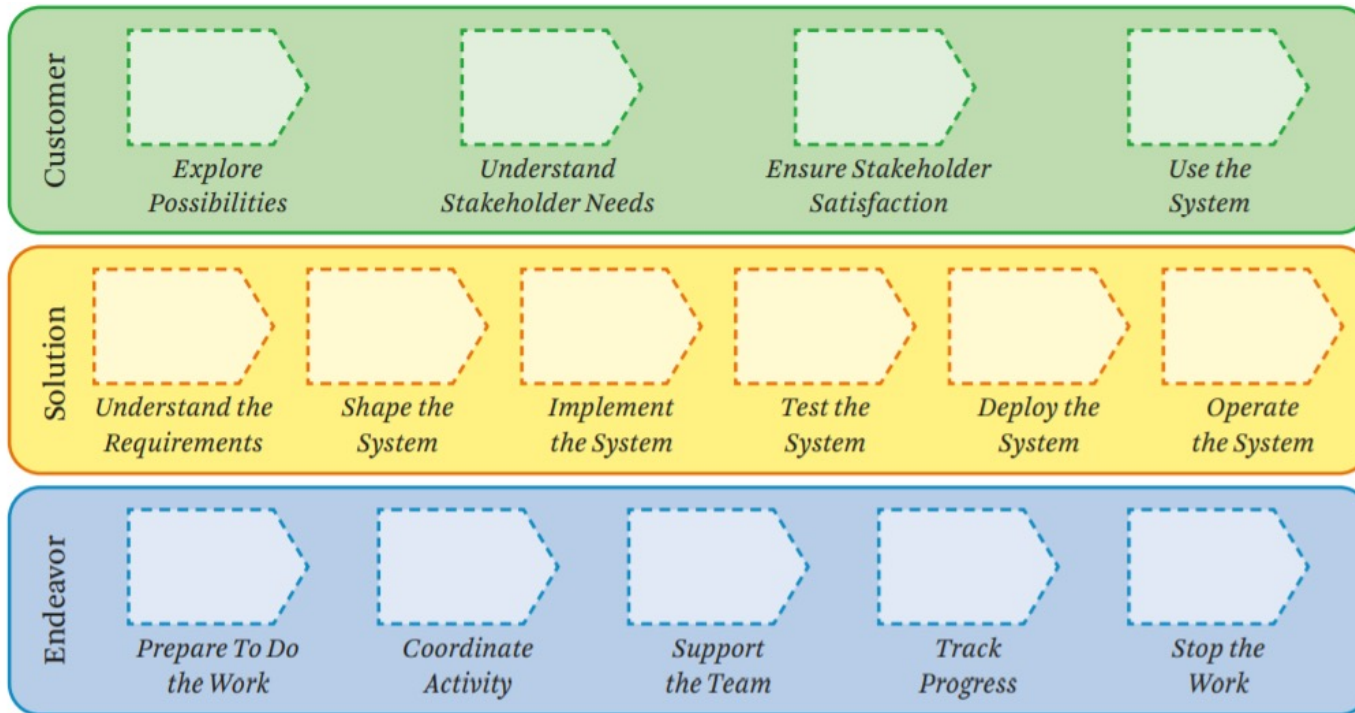 Customer
Explore
Possibilities
Understand
Stakeholder Needs
Ensure Stakeholder
Satisfaction
Use the
System
Solution
Understand the
Requirements
Shape the
System
Implement
the System
Test the
System
Deploy the
System
Operate
the System
Endeavor
Prepare To Do
the Work
Coordinate
Activity
Support
the Team
Track
Progress
Stop the
Work